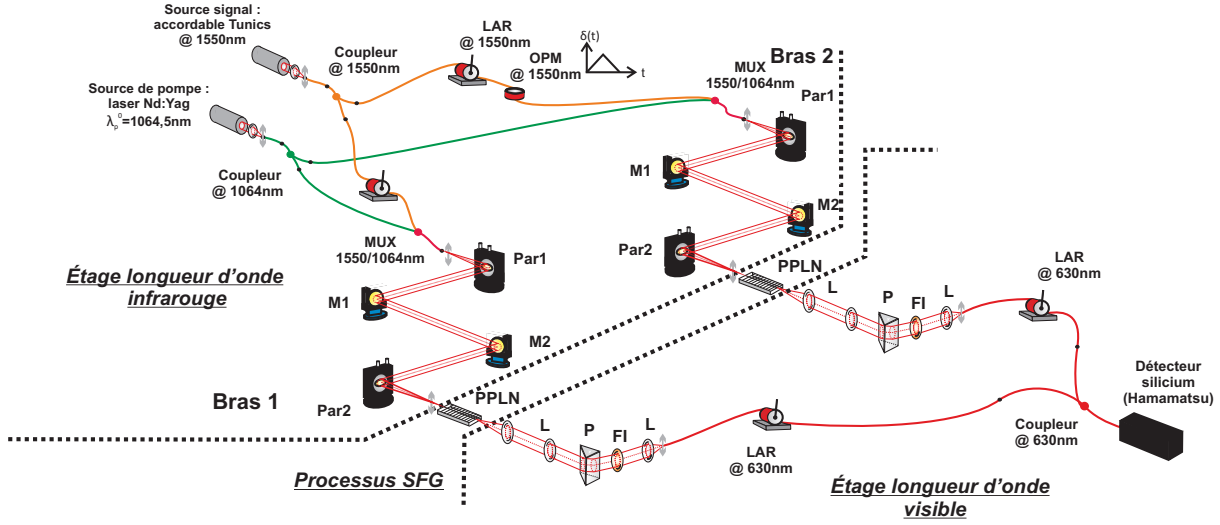 Source signal :
accordable Tunics
@ 1550nm
Coupleur
@ 1550nm
LAR
@ 1550nm
OPM
@ 1550nm
δ(t)
t
Bras 2
MUX
1550/1064nm
Par1
Source de pompe :
laser Nd:Yag
λp⁰=1064,5nm
Coupleur
@ 1064nm
M1
M2
Par2
PPLN
L
P
FI
L
LAR
@ 630nm
MUX
1550/1064nm
Par1
Étage longueur d'onde
infrarouge
M1
M2
Bras 1
Par2
PPLN
L
P
FI
L
LAR
@ 630nm
Détecteur
silicium
(Hamamatsu)
Coupleur
@ 630nm
Processus SFG
Étage longueur d'onde
visible